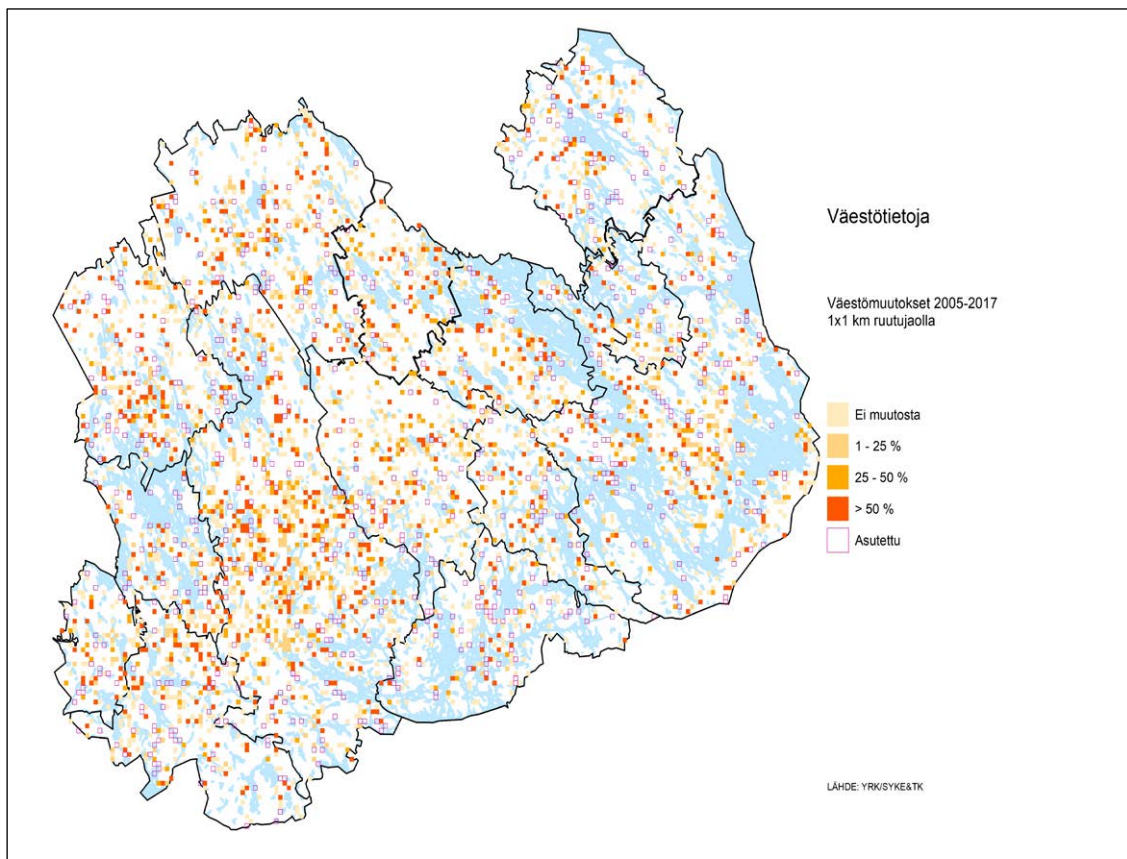 Väestötietoja
Väestömuutokset 2005-2017
1x1 km ruutujaolla
Ei muutosta
1 - 25 %
25 - 50 %
> 50 %
Asutettu
LÄHDE: YRK/SYKE&TK